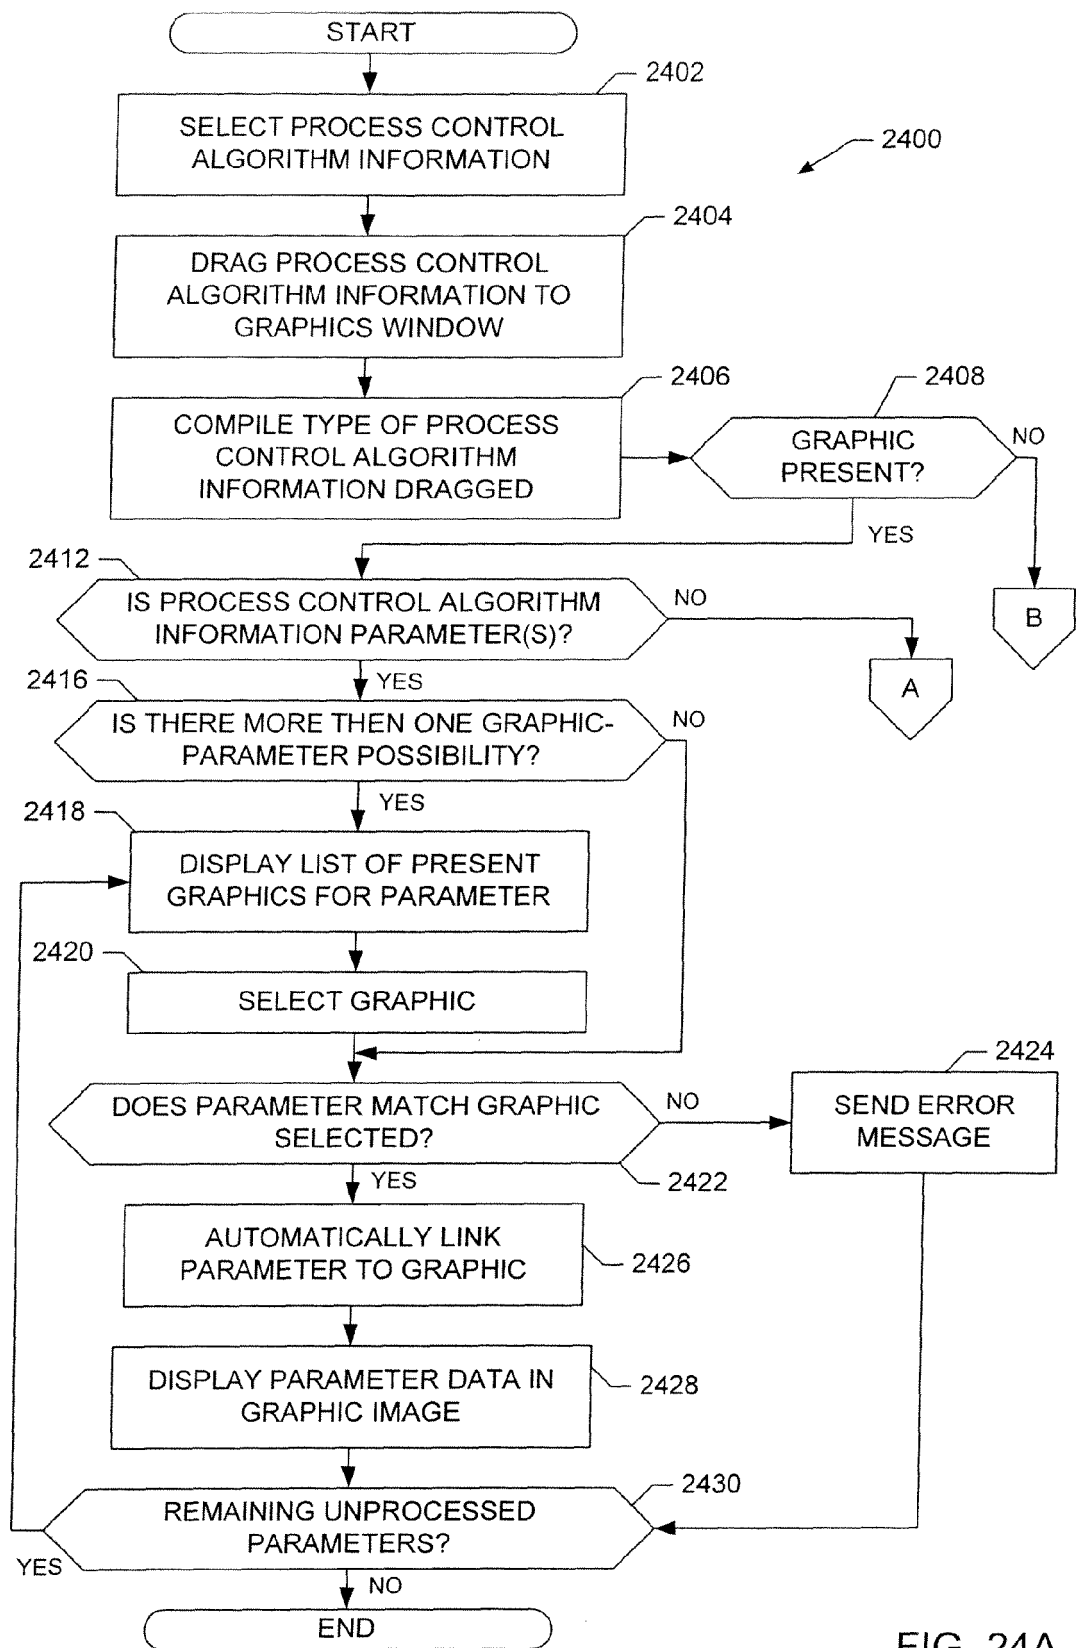 START
2402
SELECT PROCESS CONTROL
ALGORITHM INFORMATION
2400
2404
DRAG PROCESS CONTROL
ALGORITHM INFORMATION TO
GRAPHICS WINDOW
2406
COMPILE TYPE OF PROCESS
CONTROL ALGORITHM
INFORMATION DRAGGED
2408
GRAPHIC
PRESENT?
NO
YES
B
2412
IS PROCESS CONTROL ALGORITHM
INFORMATION PARAMETER(S)?
NO
A
YES
2416
IS THERE MORE THEN ONE GRAPHIC-
PARAMETER POSSIBILITY?
NO
YES
2418
DISPLAY LIST OF PRESENT
GRAPHICS FOR PARAMETER
2420
SELECT GRAPHIC
DOES PARAMETER MATCH GRAPHIC
SELECTED?
NO
2424
SEND ERROR
MESSAGE
2422
YES
AUTOMATICALLY LINK
PARAMETER TO GRAPHIC
2426
DISPLAY PARAMETER DATA IN
GRAPHIC IMAGE
2428
2430
REMAINING UNPROCESSED
PARAMETERS?
YES
NO
END
FIG. 24A